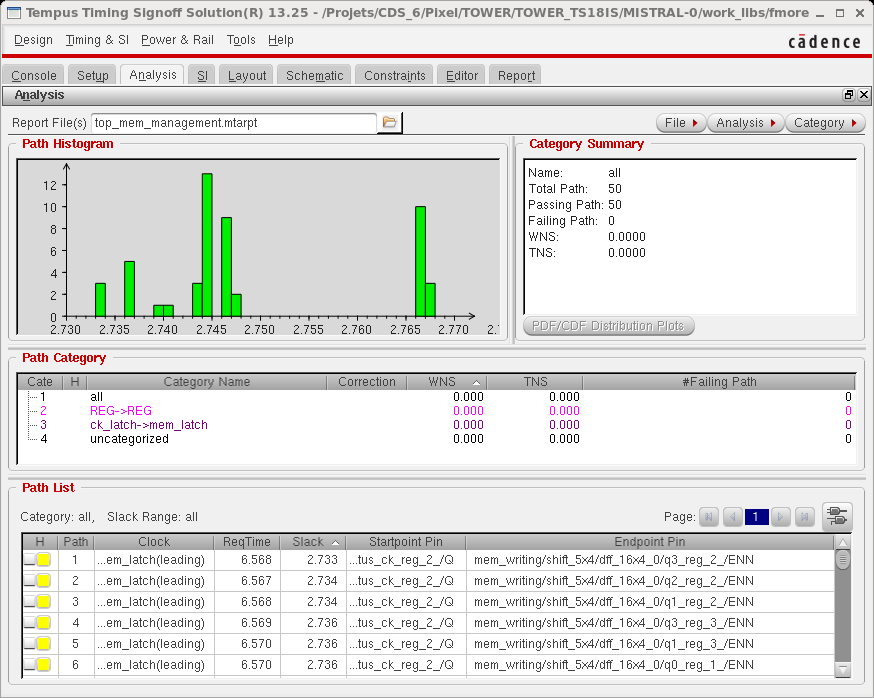 Tempus Timing Signoff Solution(R) 13.25 - /Projets/CDS_6/Pixel/TOWER/TOWER_TS18IS/MISTRAL-0/work_libs/fmore
Design Timing & SI Power & Rail Tools Help
cādence
Console Setup Analysis SI Layout Schematic Constraints Editor Report
Analysis
Report File(s) top_mem_management.mtarpt File Analysis Category
Path Histogram
12
10
8
6
4
2
0
2.730 2.735 2.740 2.745 2.750 2.755 2.760 2.765 2.770 2.
Category Summary
Name: all
Total Path: 50
Passing Path: 50
Failing Path: 0
WNS: 0.0000
TNS: 0.0000
PDF/CDF Distribution Plots
Path Category
Cate H Category Name Correction WNS TNS #Failing Path
1 all 0.000 0.000 0
2 REG->REG 0.000 0.000 0
3 ck_latch->mem_latch 0.000 0.000 0
4 uncategorized 0.000 0.000 0
Path List
Category: all, Slack Range: all Page: 1
H Path Clock ReqTime Slack Startpoint Pin Endpoint Pin
1 ...em_latch(leading) 6.568 2.733 ...tus_ck_reg_2_/Q mem_writing/shift_5x4/dff_16x4_0/q3_reg_2_/ENN
2 ...em_latch(leading) 6.567 2.734 ...tus_ck_reg_2_/Q mem_writing/shift_5x4/dff_16x4_0/q2_reg_2_/ENN
3 ...em_latch(leading) 6.568 2.734 ...tus_ck_reg_2_/Q mem_writing/shift_5x4/dff_16x4_0/q1_reg_2_/ENN
4 ...em_latch(leading) 6.569 2.736 ...tus_ck_reg_2_/Q mem_writing/shift_5x4/dff_16x4_0/q3_reg_3_/ENN
5 ...em_latch(leading) 6.570 2.736 ...tus_ck_reg_2_/Q mem_writing/shift_5x4/dff_16x4_0/q1_reg_3_/ENN
6 ...em_latch(leading) 6.570 2.736 ...tus_ck_reg_2_/Q mem_writing/shift_5x4/dff_16x4_0/q0_reg_1_/ENN